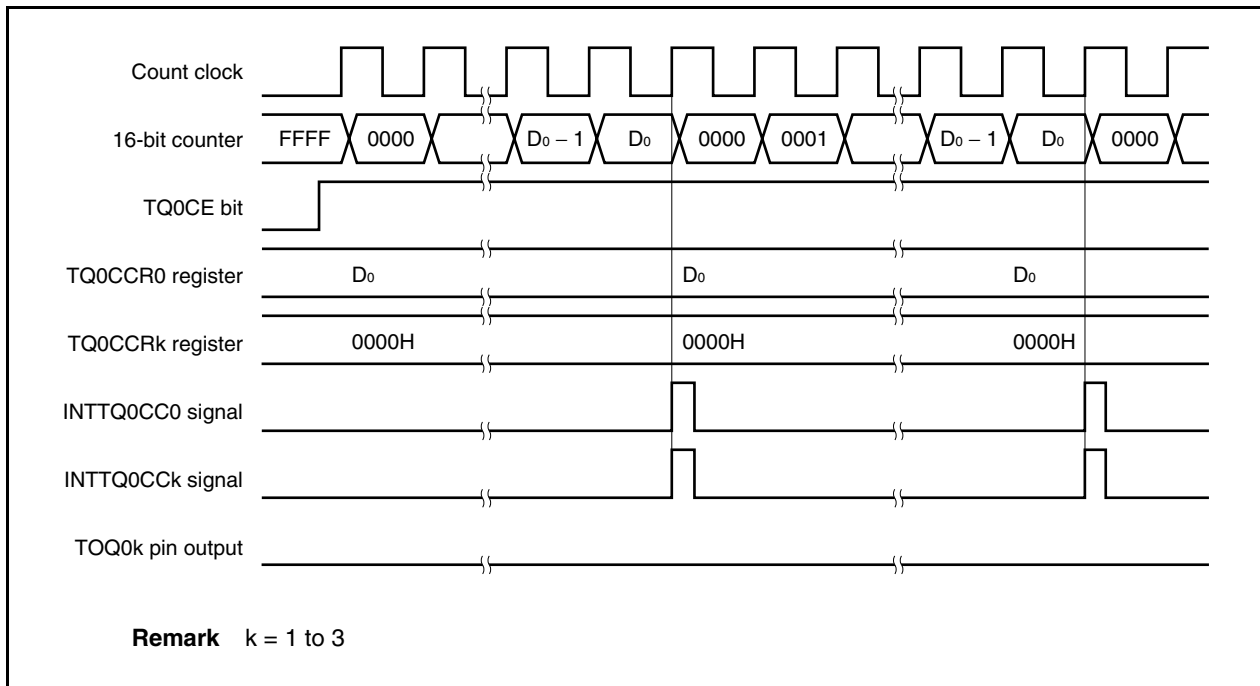 Count clock
16-bit counter FFFF 0000 D₀ − 1 D₀ 0000 0001 D₀ − 1 D₀ 0000
TQ0CE bit
TQ0CCR0 register D₀ D₀ D₀
TQ0CCRk register 0000H 0000H 0000H
INTTQ0CC0 signal
INTTQ0CCk signal
TOQ0k pin output
Remark k = 1 to 3